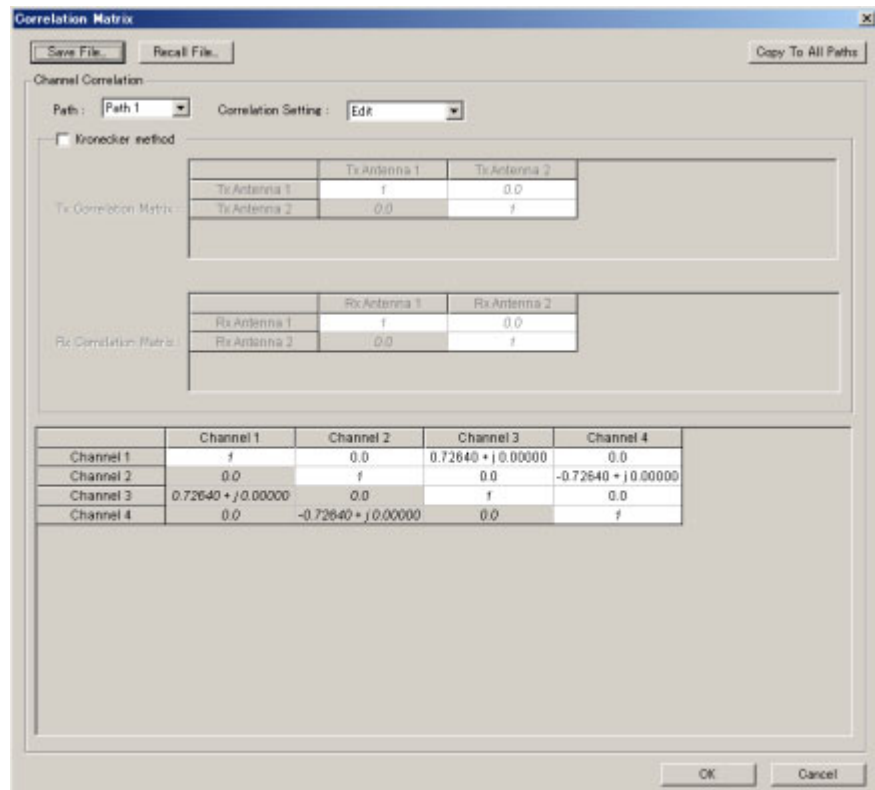 Correlation Matrix
Save File.. Recall File.. Copy To All Paths
Channel Correlation
Path : Path 1 Correlation Setting : Edit
Kronecker method
Tx Antenna 1 Tx Antenna 2
Tx Antenna 1 1 0.0
Tx Correlation Matrix : Tx Antenna 2 0.0 1
Rx Antenna 1 Rx Antenna 2
Rx Antenna 1 1 0.0
Rx Correlation Matrix : Rx Antenna 2 0.0 1
Channel 1 Channel 2 Channel 3 Channel 4
Channel 1 1 0.0 0.72640 + j 0.00000 0.0
Channel 2 0.0 1 0.0 -0.72640 + j 0.00000
Channel 3 0.72640 + j 0.00000 0.0 1 0.0
Channel 4 0.0 -0.72640 + j 0.00000 0.0 1
OK Cancel